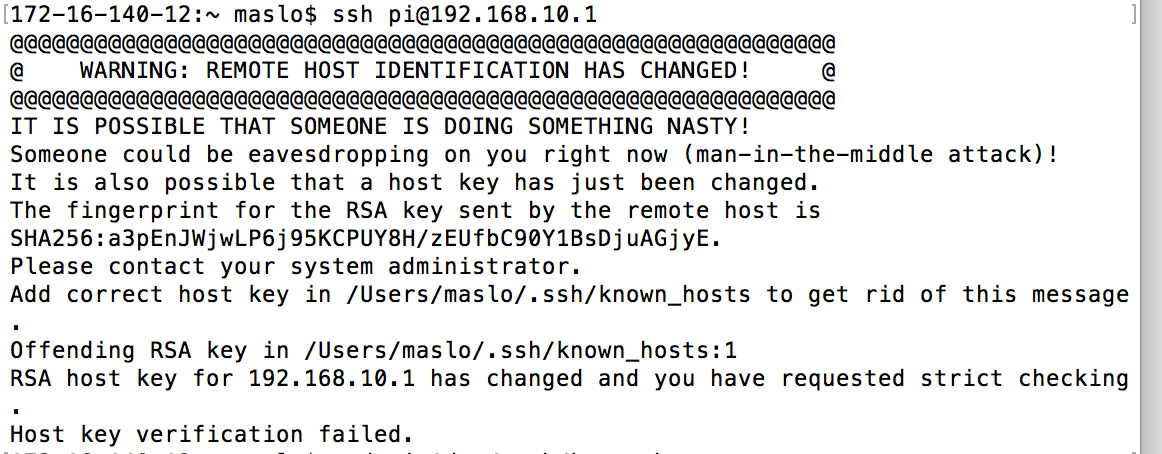 [172-16-140-12:~ maslo$ ssh pi@192.168.10.1 ]
@@@@@@@@@@@@@@@@@@@@@@@@@@@@@@@@@@@@@@@@@@@@@@@@@@@@@@@@@@@
@    WARNING: REMOTE HOST IDENTIFICATION HAS CHANGED!     @
@@@@@@@@@@@@@@@@@@@@@@@@@@@@@@@@@@@@@@@@@@@@@@@@@@@@@@@@@@@
IT IS POSSIBLE THAT SOMEONE IS DOING SOMETHING NASTY!
Someone could be eavesdropping on you right now (man-in-the-middle attack)!
It is also possible that a host key has just been changed.
The fingerprint for the RSA key sent by the remote host is
SHA256:a3pEnJWjwLP6j95KCPUY8H/zEUfbC90Y1BsDjuAGjyE.
Please contact your system administrator.
Add correct host key in /Users/maslo/.ssh/known_hosts to get rid of this message
.
Offending RSA key in /Users/maslo/.ssh/known_hosts:1
RSA host key for 192.168.10.1 has changed and you have requested strict checking
.
Host key verification failed.